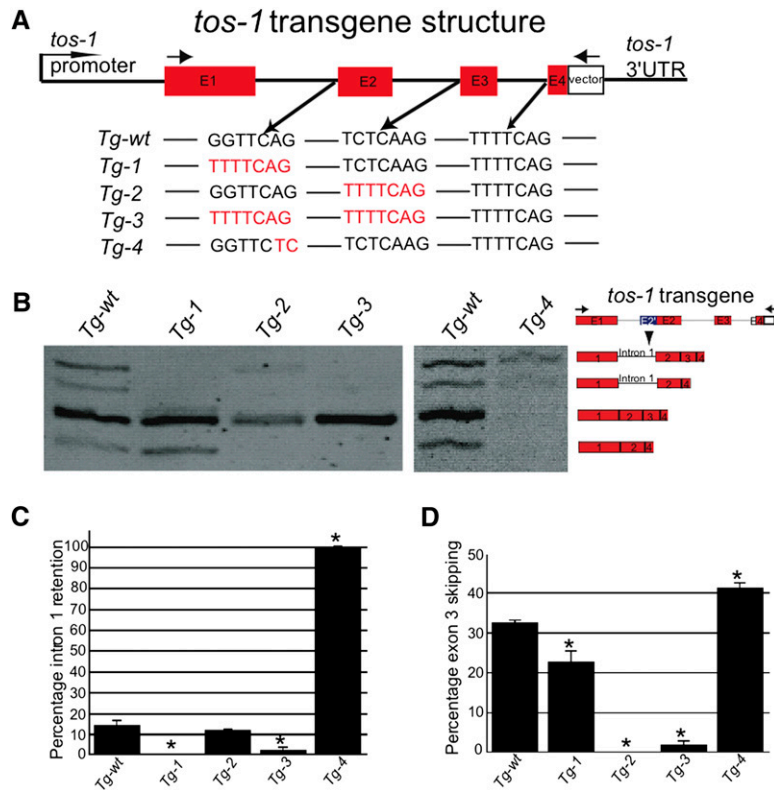 A
tos-1 transgene structure
tos-1
promoter
E1
E2
E3
E4
vector
tos-1
3'UTR
Tg-wt GGTTCAG TCTCAAG TTTTCAG
Tg-1 TTTTCAG TCTCAAG TTTTCAG
Tg-2 GGTTCAG TTTTCAG TTTTCAG
Tg-3 TTTTCAG TTTTCAG TTTTCAG
Tg-4 GGTTCTC TCTCAAG TTTTCAG
B
Tg-wt Tg-1 Tg-2 Tg-3
Tg-wt Tg-4
tos-1 transgene
E1 E2' E2 E3 E4
1 Intron 1 2 3 4
1 Intron 1 2 4
1 2 3 4
1 2 4
C
Percentage intron 1 retention
100
90
80
70
60
50
40
30
20
10
0
* * *
Tg-wt Tg-1 Tg-2 Tg-3 Tg-4
D
Percentage exon 3 skipping
50
40
30
20
10
0
* * * *
Tg-wt Tg-1 Tg-2 Tg-3 Tg-4